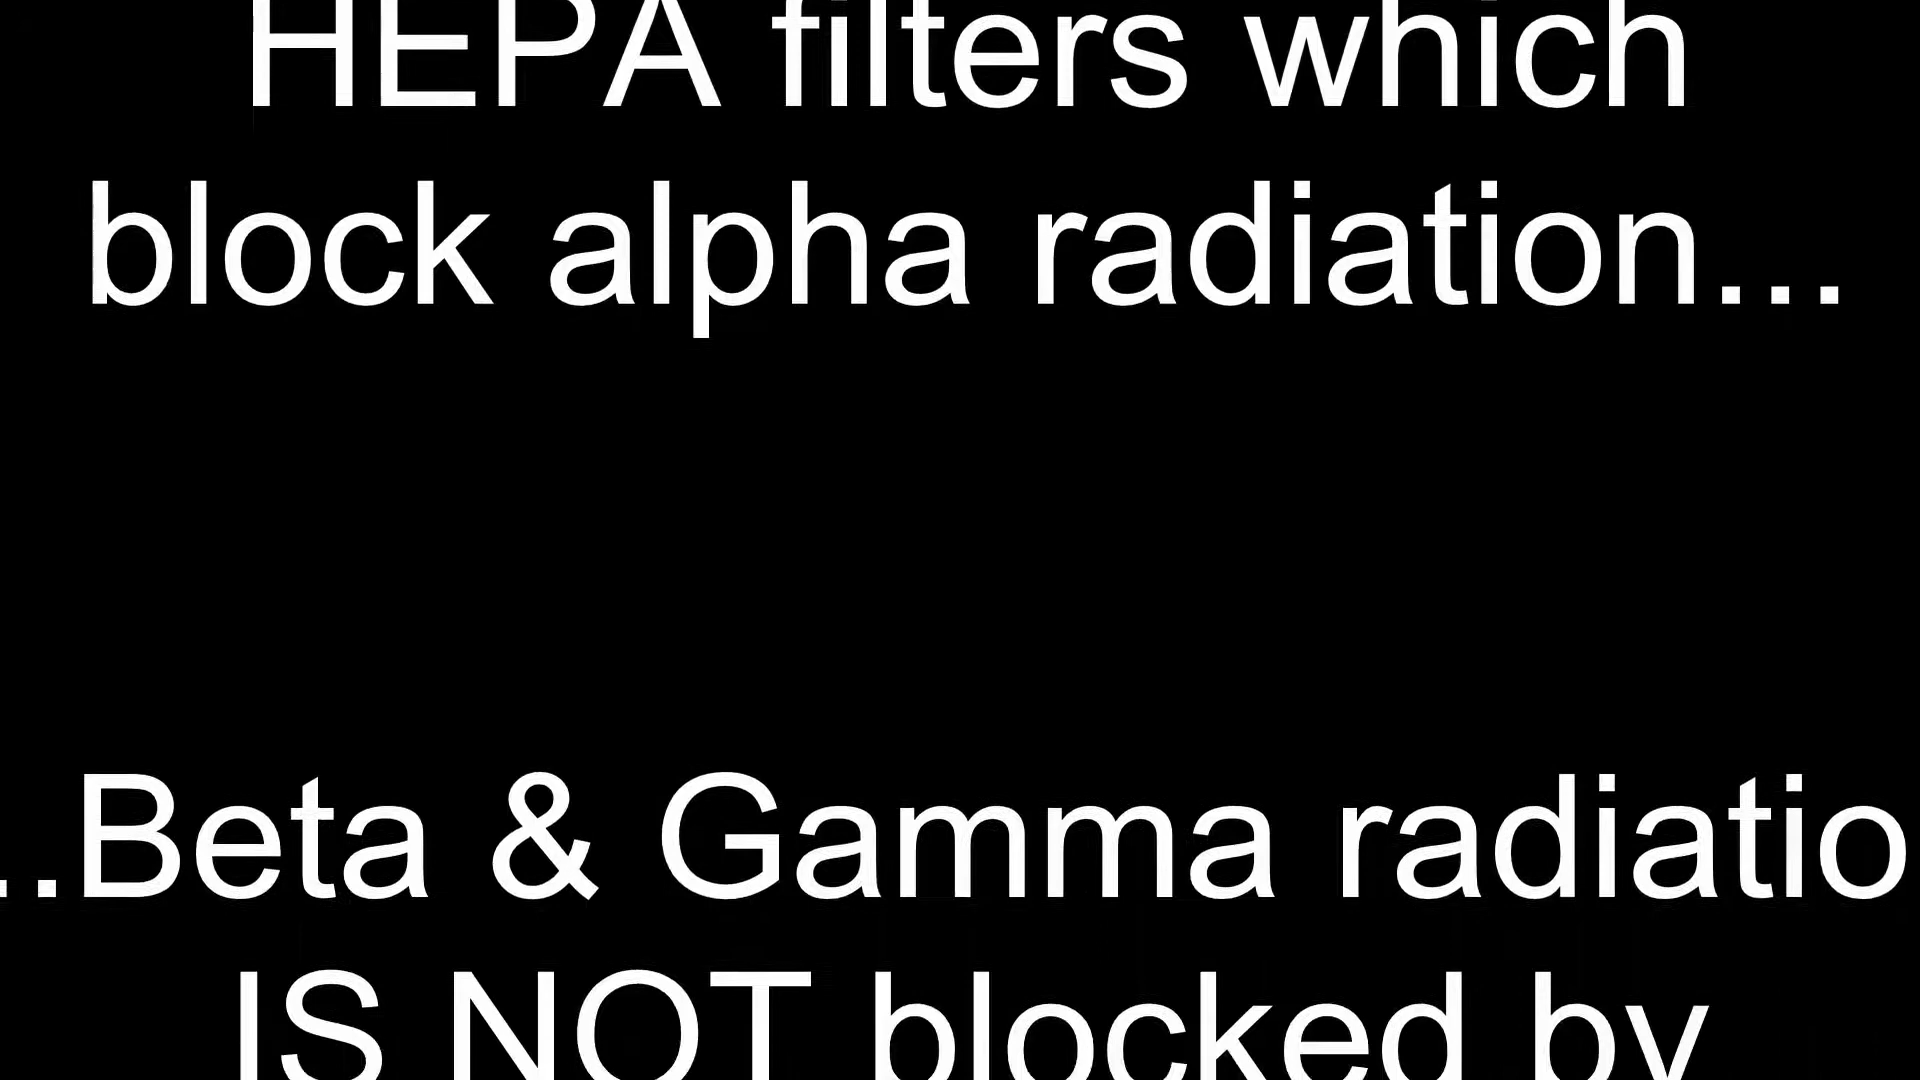 HEPA filters which
block alpha radiation...
..Beta & Gamma radiatio
IS NOT blocked by